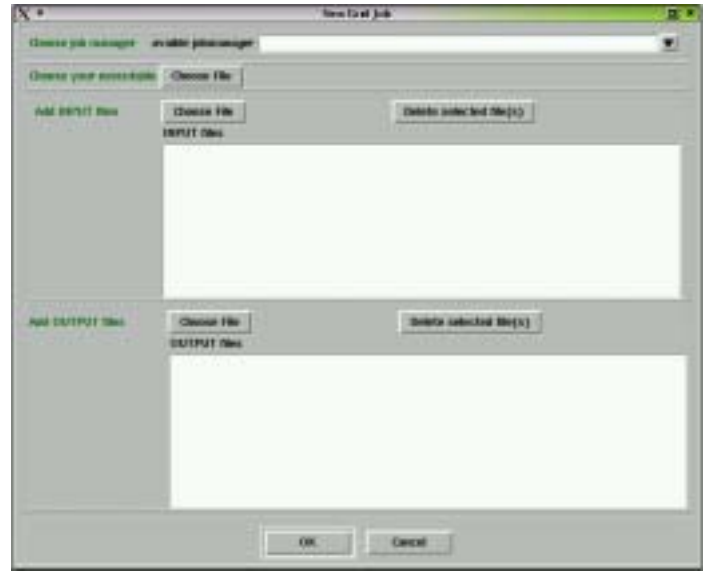 New Grid Job
Choose job manager avaible jobmanager
Choose your executable Choose File
Add INPUT files Choose File Delete selected file(s)
INPUT files
Add OUTPUT files Choose File Delete selected file(s)
OUTPUT files
OK Cancel